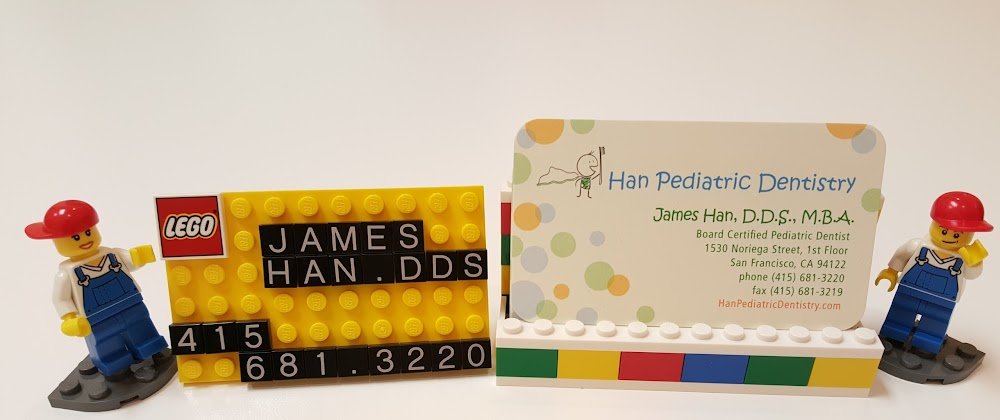 LEGO
JAMES
HAN.DDS
415
681.3220
Han Pediatric Dentistry
James Han, D.D.S., M.B.A.
Board Certified Pediatric Dentist
1530 Noriega Street, 1st Floor
San Francisco, CA 94122
phone (415) 681-3220
fax (415) 681-3219
HanPediatricDentistry.com